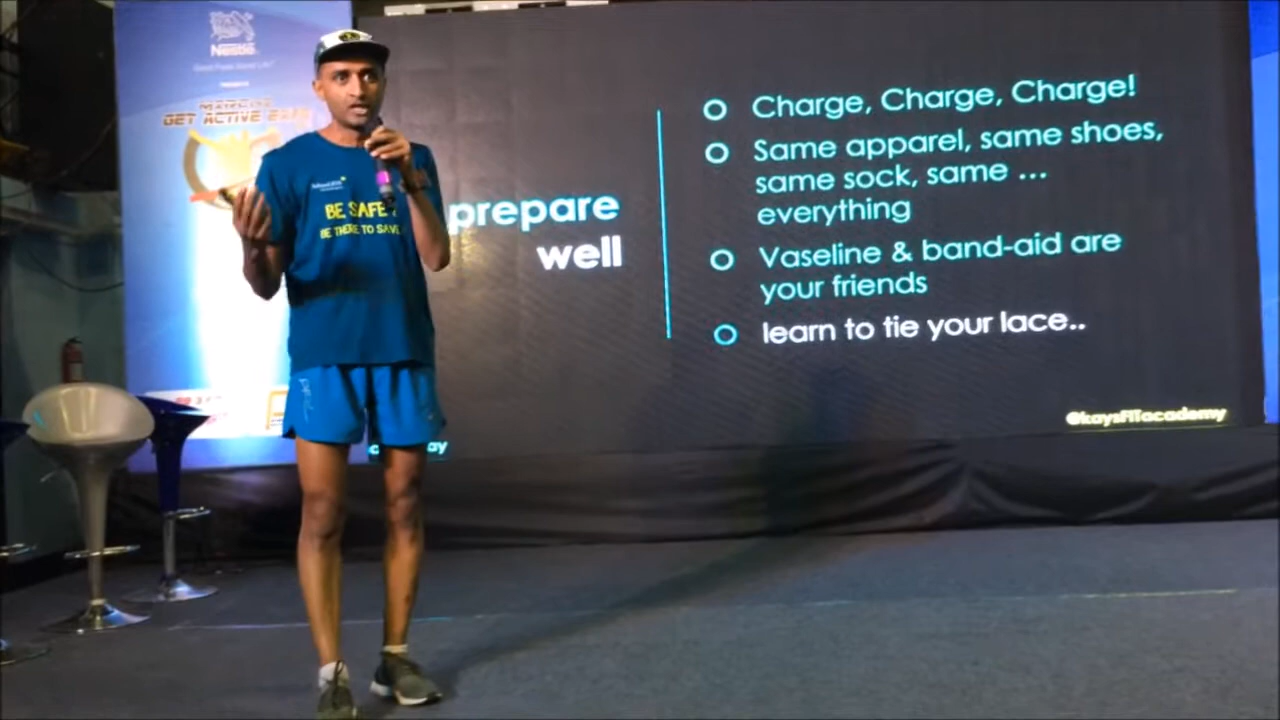 Nestlé
GET ACTIVE
BE SAFE
BE THERE TO SAVE
prepare
well
Charge, Charge, Charge!
Same apparel, same shoes,
same sock, same ...
everything
Vaseline & band-aid are
your friends
learn to tie your lace..
@kaysFITacademy